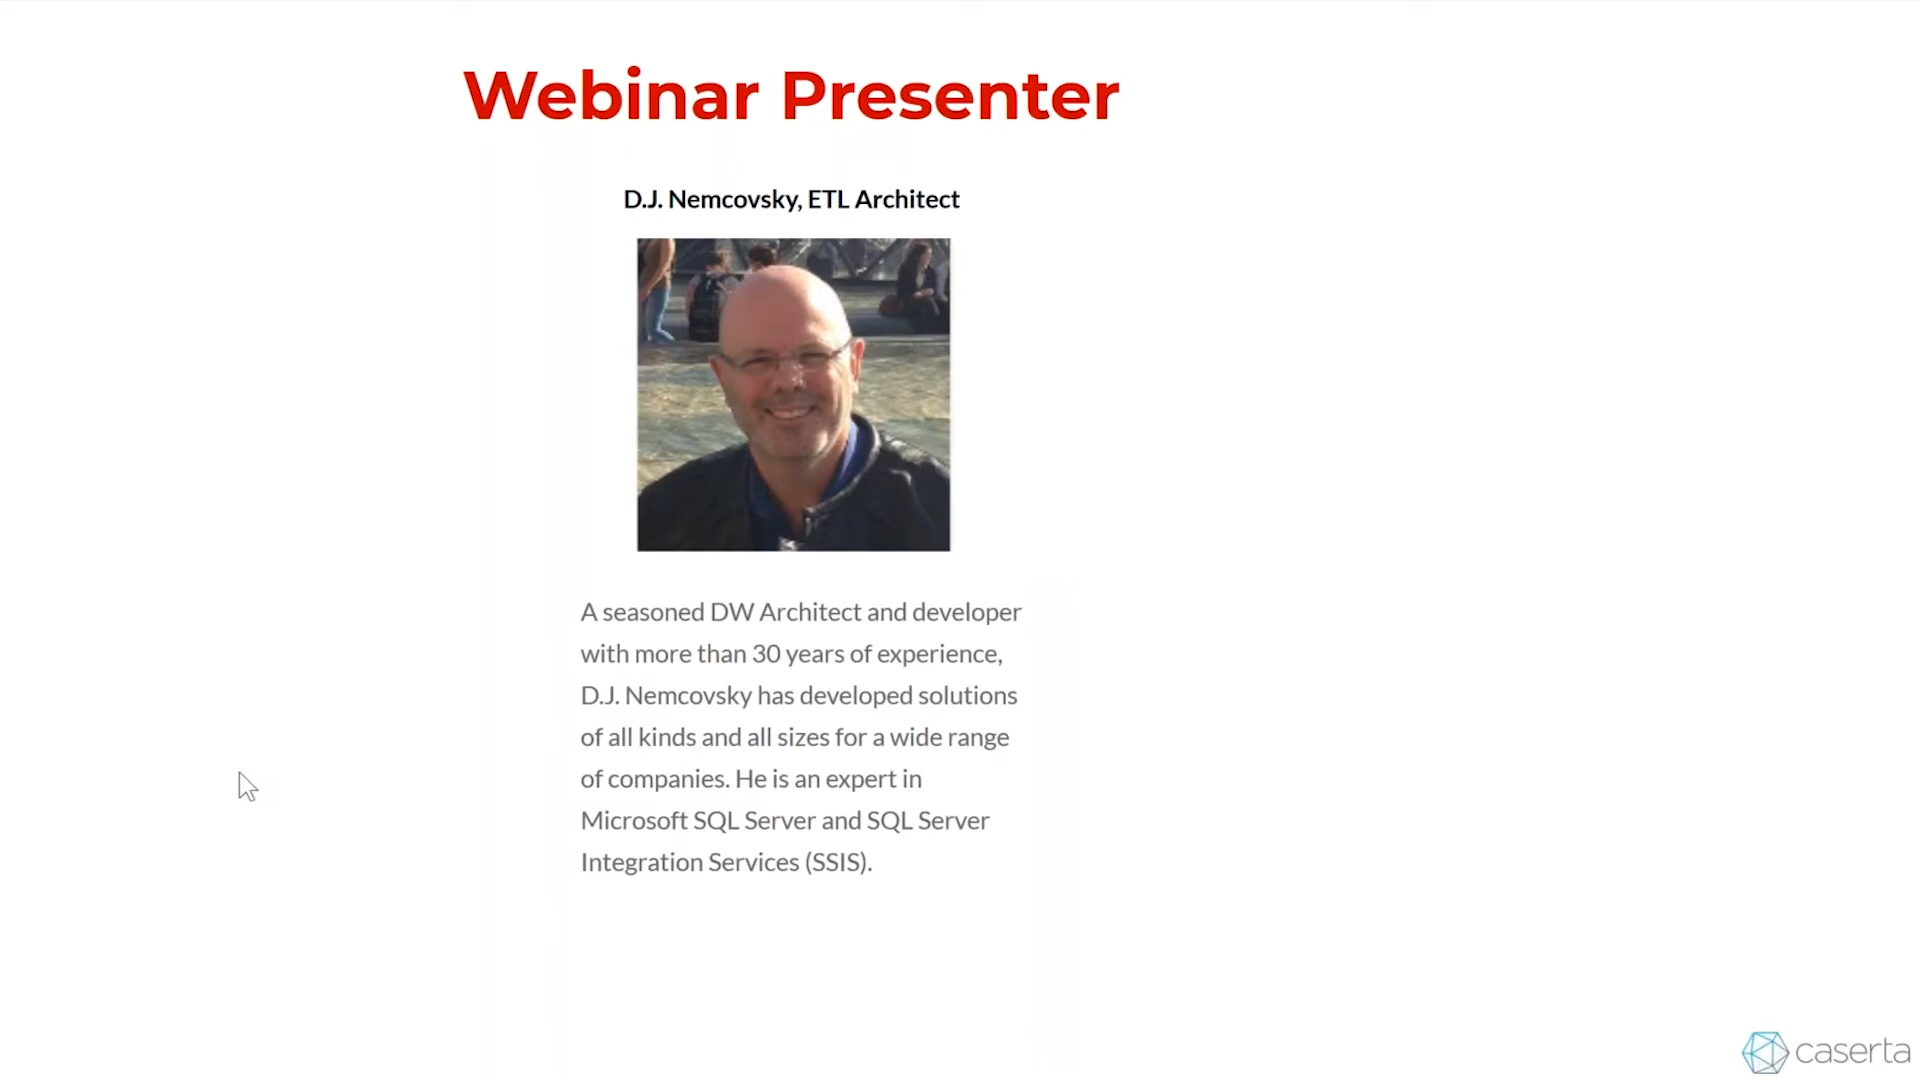 Webinar Presenter
D.J. Nemcovsky, ETL Architect
A seasoned DW Architect and developer
with more than 30 years of experience,
D.J. Nemcovsky has developed solutions
of all kinds and all sizes for a wide range
of companies. He is an expert in
Microsoft SQL Server and SQL Server
Integration Services (SSIS).
caserta